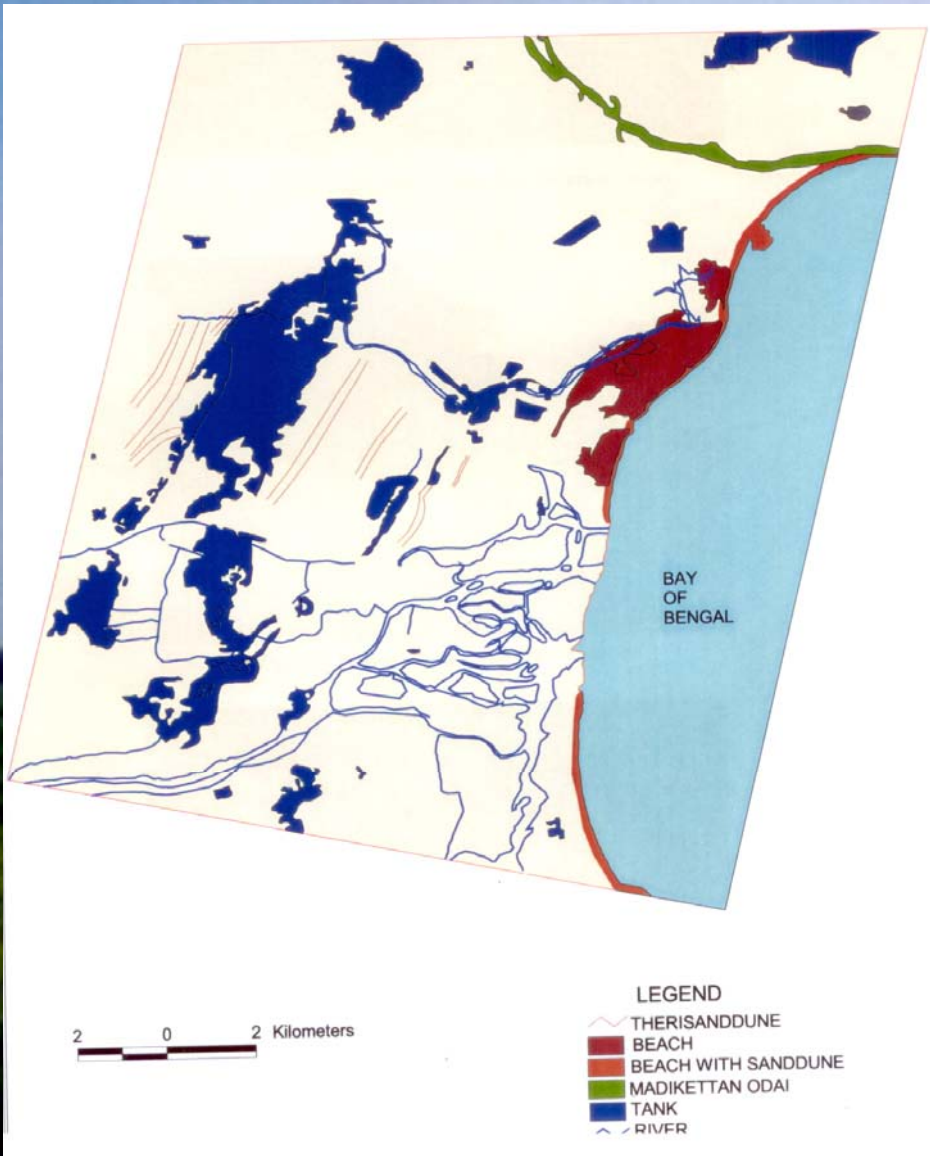 BAY
OF
BENGAL
2 0 2 Kilometers
LEGEND
THERISANDDUNE
BEACH
BEACH WITH SANDDUNE
MADIKETTAN ODAI
TANK
RIVER